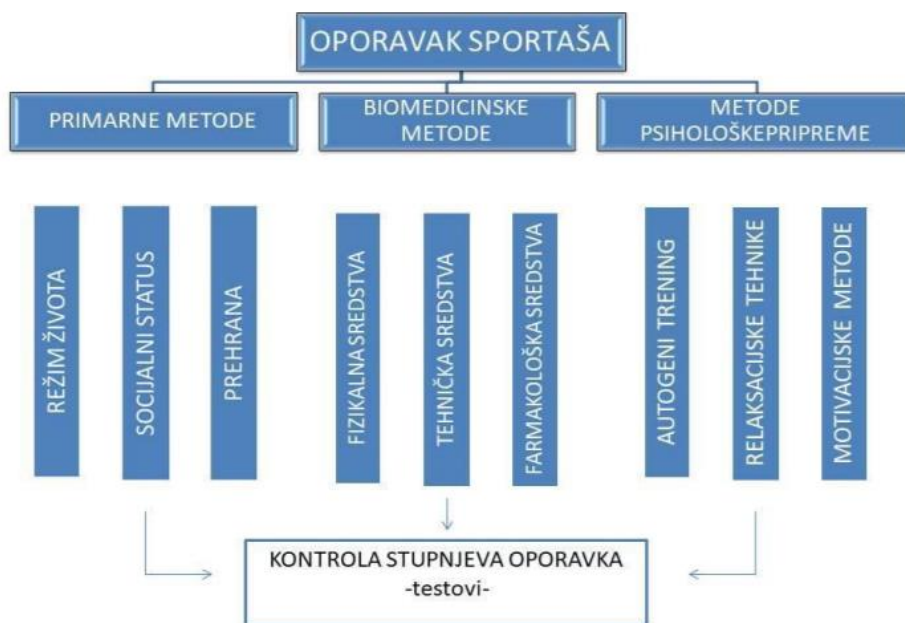 OPORAVAK SPORTAŠA
PRIMARNE METODE
BIOMEDICINSKE
METODE
METODE
PSIHOLOŠKEPRIPREME
REŽIM ŽIVOTA
SOCIJALNI STATUS
PREHRANA
FIZIKALNA SREDSTVA
TEHNIČKA SREDSTVA
FARMAKOLOŠKA SREDSTVA
AUTOGENI TRENING
RELAKSACIJSKE TEHNIKE
MOTIVACIJSKE METODE
KONTROLA STUPNJEVA OPORAVKA
-testovi-